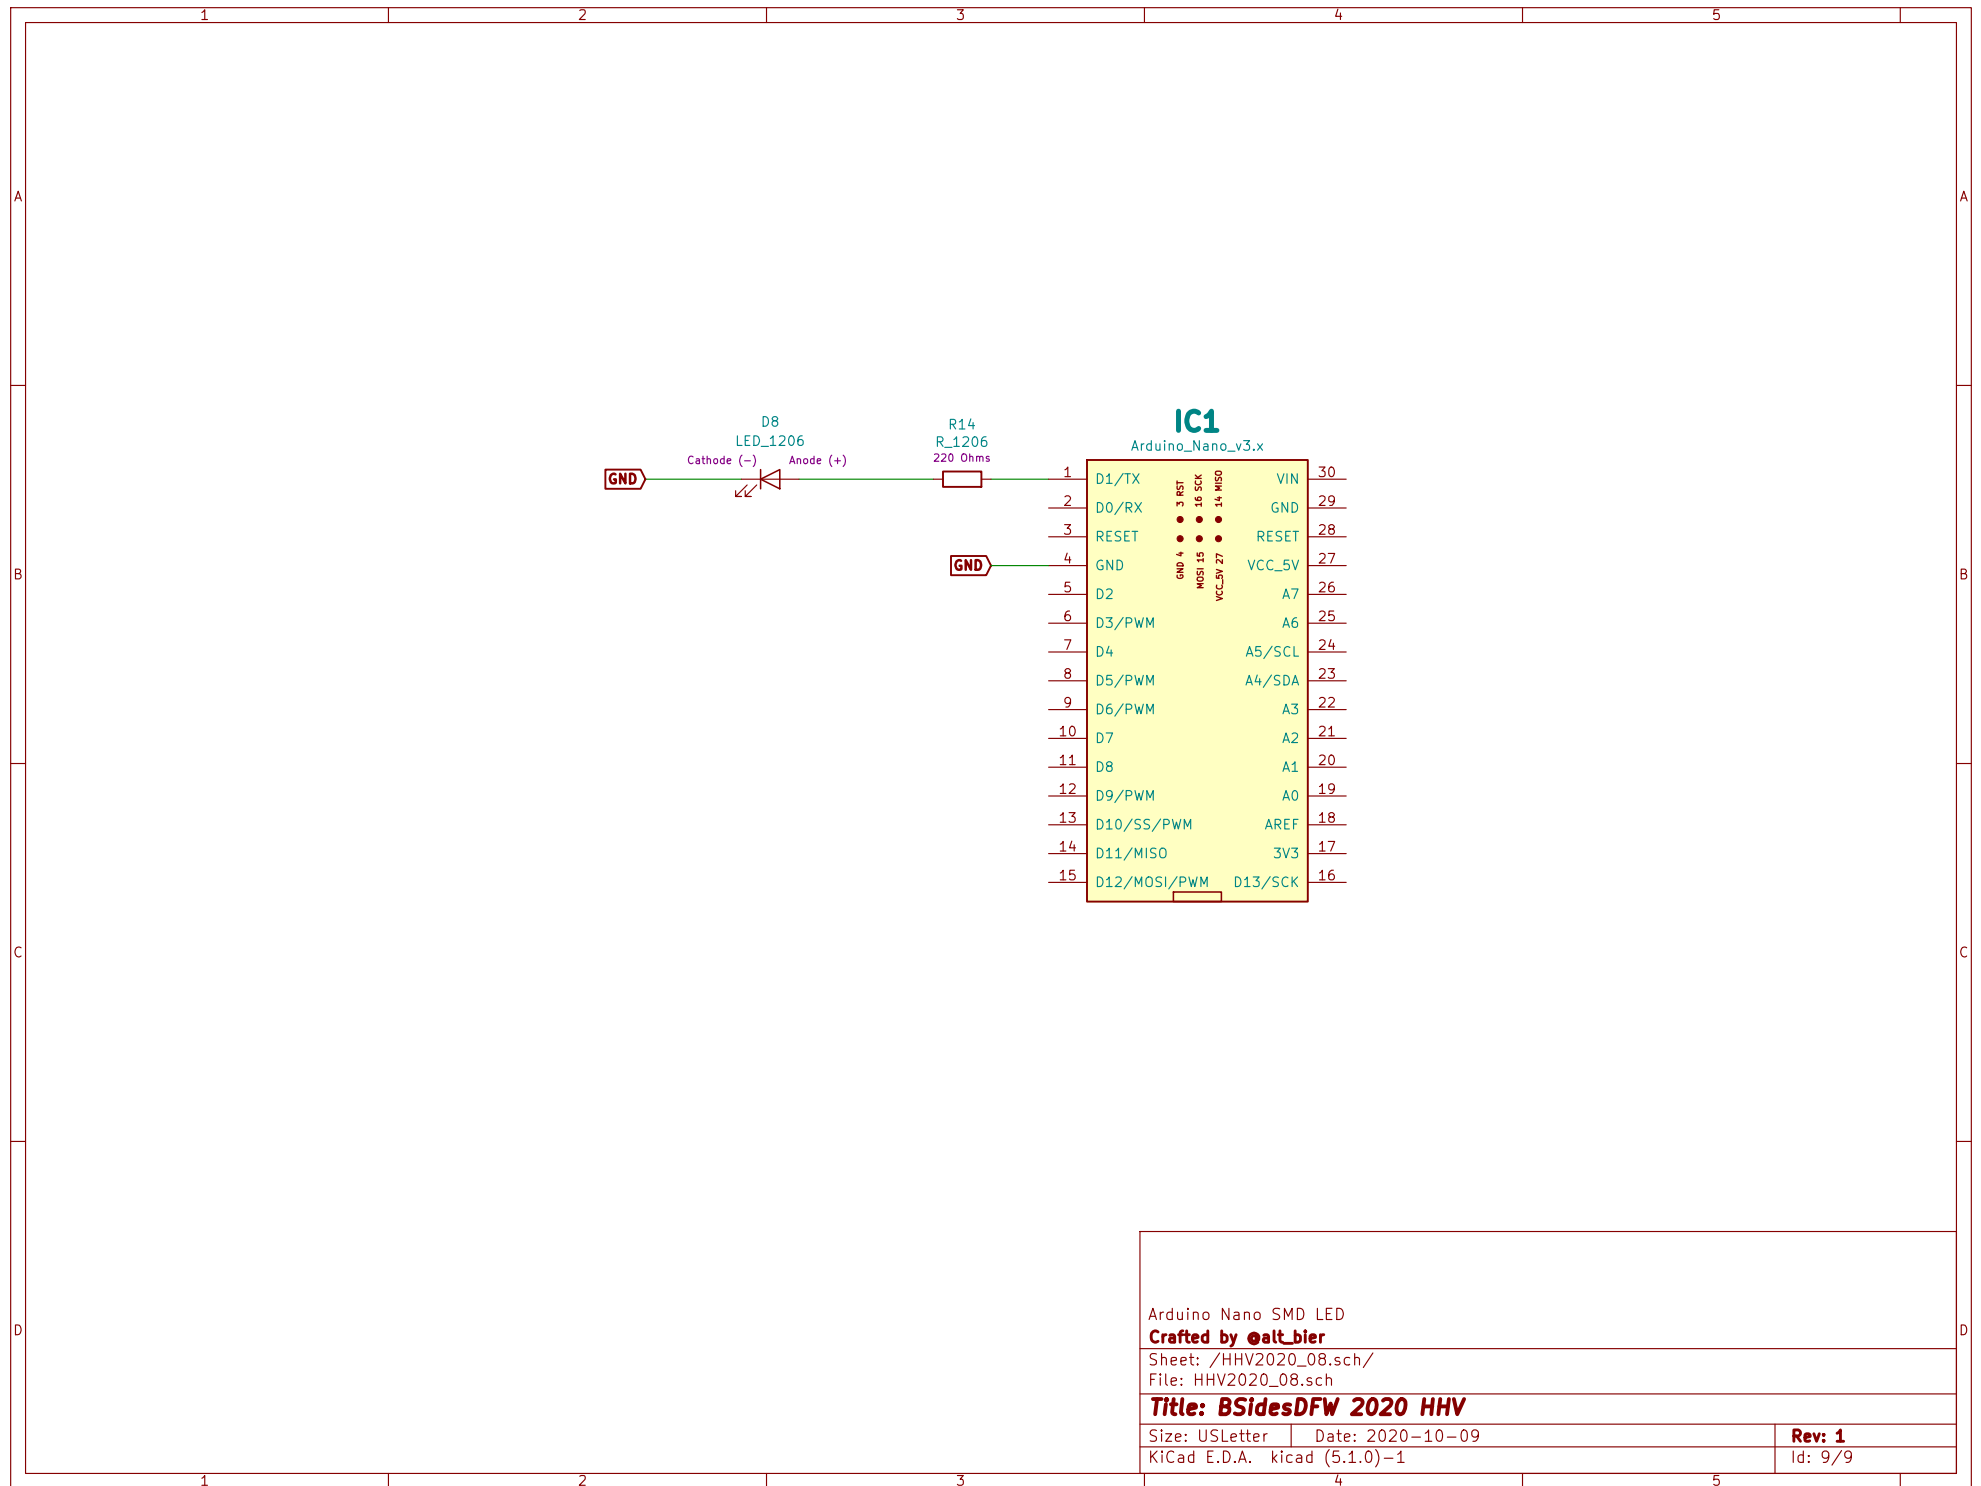 1 2 3 4 5
A A
B B
C C
D D
IC1
Arduino_Nano_v3.x
D8
LED_1206
Cathode (-) Anode (+)
R14
R_1206
220 Ohms
GND
GND
1 D1/TX VIN 30
2 D0/RX GND 29
3 RESET RESET 28
4 GND VCC_5V 27
5 D2 A7 26
6 D3/PWM A6 25
7 D4 A5/SCL 24
8 D5/PWM A4/SDA 23
9 D6/PWM A3 22
10 D7 A2 21
11 D8 A1 20
12 D9/PWM A0 19
13 D10/SS/PWM AREF 18
14 D11/MISO 3V3 17
15 D12/MOSI/PWM D13/SCK 16
3 RST
16 SCK
14 MISO
GND 4
MOSI 15
VCC_5V 27
Arduino Nano SMD LED
Crafted by @alt_bier
Sheet: /HHV2020_08.sch/
File: HHV2020_08.sch
Title: BSidesDFW 2020 HHV
Size: USLetter Date: 2020-10-09 Rev: 1
KiCad E.D.A. kicad (5.1.0)-1 Id: 9/9
1 2 3 4 5